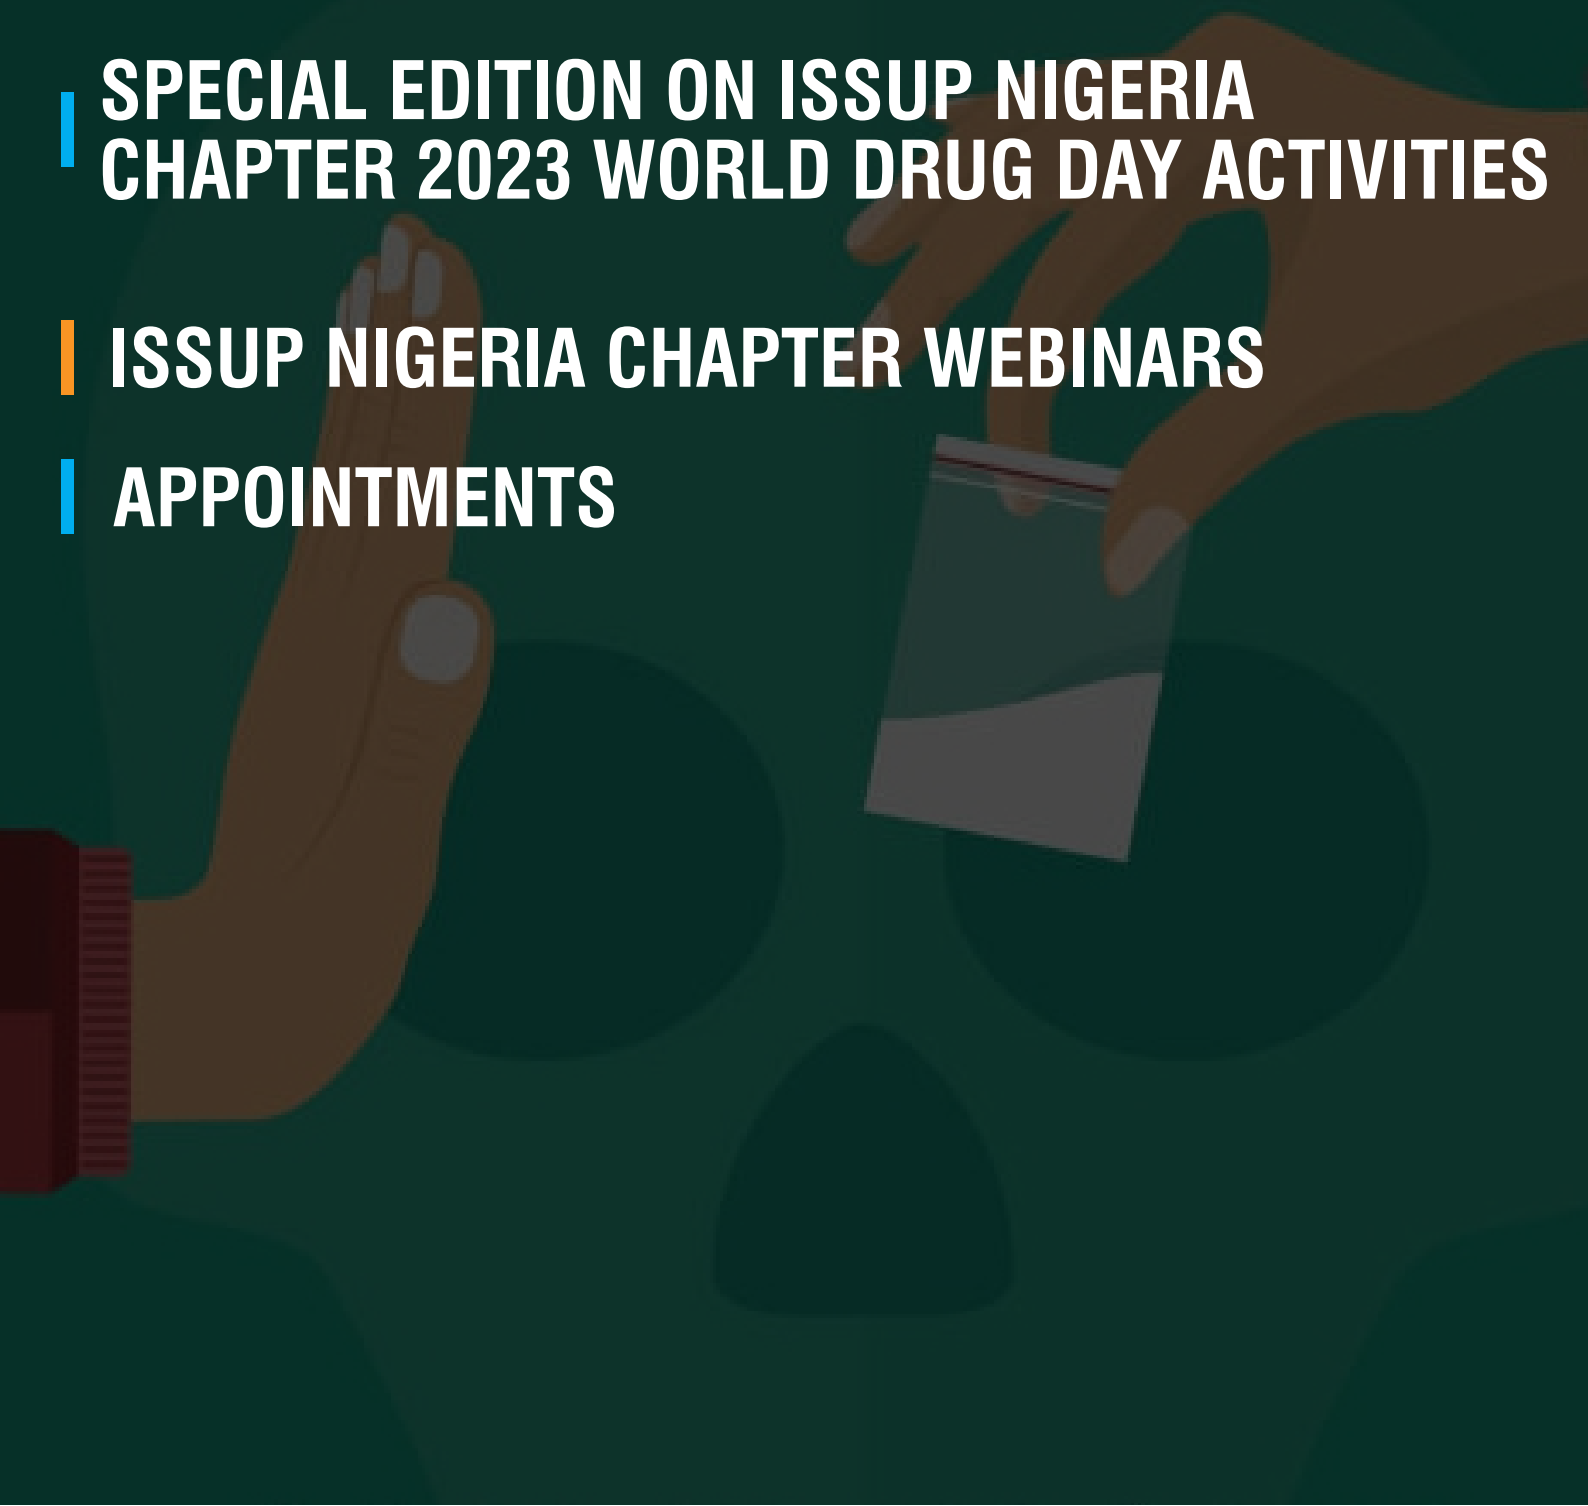 SPECIAL EDITION ON ISSUP NIGERIA
CHAPTER 2023 WORLD DRUG DAY ACTIVITIES
ISSUP NIGERIA CHAPTER WEBINARS
APPOINTMENTS